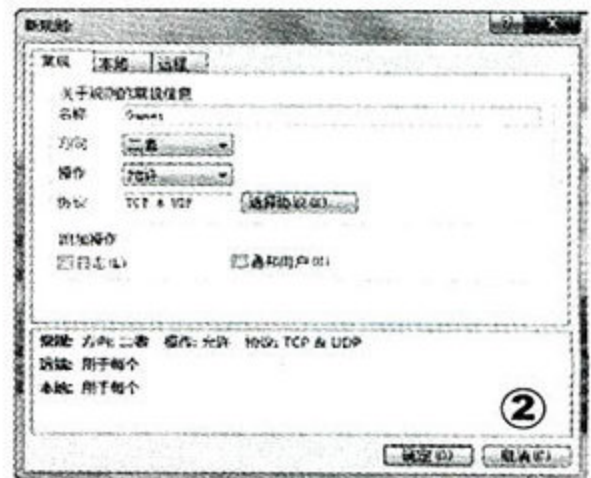 新规则
常规 本地 远程
关于规则的常规信息
名称 Games
方向 二者
操作 允许
协议 TCP & UDP 选择协议(S)
附加操作
日志(L) 通知用户(N)
常规: 方向: 二者 操作: 允许 协议: TCP & UDP
远端: 用于每个
本地: 用于每个
②
确定(O) 取消(C)